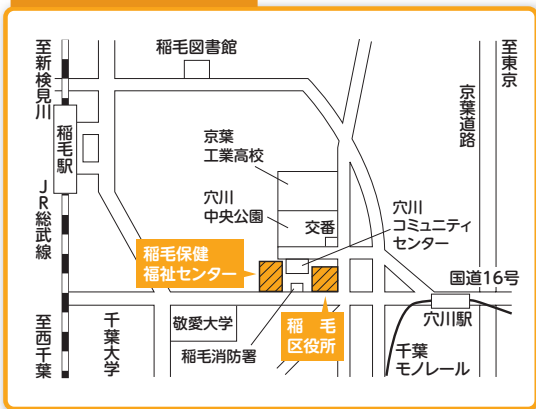 稲毛図書館
至新検見川
至東京
京葉道路
稲毛駅
京葉
工業高校
穴川
中央公園
交番
穴川
コミュニティ
センター
JR総武線
稲毛保健
福祉センター
国道16号
穴川駅
至西千葉
千葉大学
敬愛大学
稲毛消防署
稲毛
区役所
千葉
モノレール